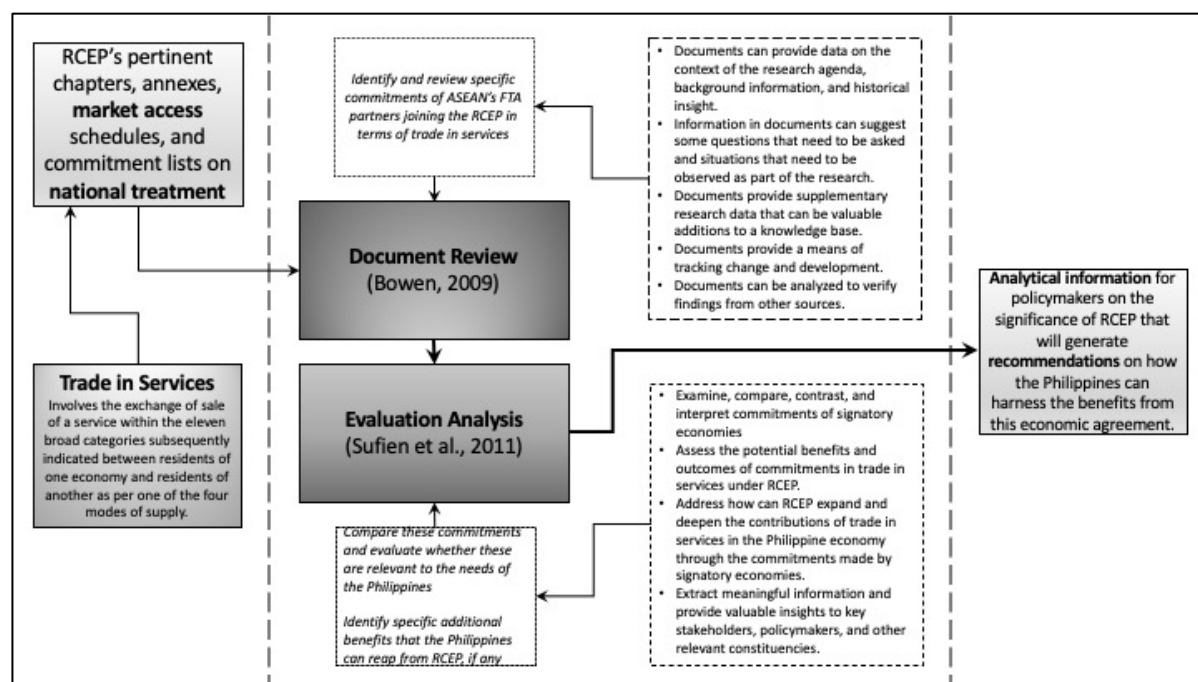 RCEP's pertinent
chapters, annexes,
market access
schedules, and
commitment lists on
national treatment
Trade in Services
Involves the exchange of sale
of a service within the eleven
broad categories subsequently
indicated between residents of
one economy and residents of
another as per one of the four
modes of supply.
Identify and review specific
commitments of ASEAN's FTA
partners joining the RCEP in
terms of trade in services
Document Review
(Bowen, 2009)
Evaluation Analysis
(Sufien et al., 2011)
Compare these commitments
and evaluate whether these
are relevant to the needs of
the Philippines
Identify specific additional
benefits that the Philippines
can reap from RCEP, if any
• Documents can provide data on the
context of the research agenda,
background information, and historical
insight.
• Information in documents can suggest
some questions that need to be asked
and situations that need to be
observed as part of the research.
• Documents provide supplementary
research data that can be valuable
additions to a knowledge base.
• Documents provide a means of
tracking change and development.
• Documents can be analyzed to verify
findings from other sources.
• Examine, compare, contrast, and
interpret commitments of signatory
economies
• Assess the potential benefits and
outcomes of commitments in trade in
services under RCEP.
• Address how can RCEP expand and
deepen the contributions of trade in
services in the Philippine economy
through the commitments made by
signatory economies.
• Extract meaningful information and
provide valuable insights to key
stakeholders, policymakers, and other
relevant constituencies.
Analytical information for
policymakers on the
significance of RCEP that
will generate
recommendations on how
the Philippines can
harness the benefits from
this economic agreement.